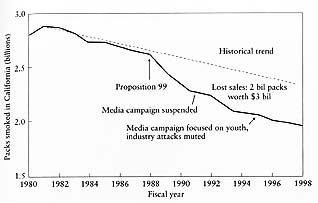 3.0
Historical trend
2.5
Lost sales: 2 bil packs
worth $3 bil
Proposition 99
Media campaign suspended
2.0
Media campaign focused on youth,
industry attacks muted
1.5
Packs smoked in California (billions)
1980 1982 1984 1986 1988 1990 1992 1994 1996 1998
Fiscal year